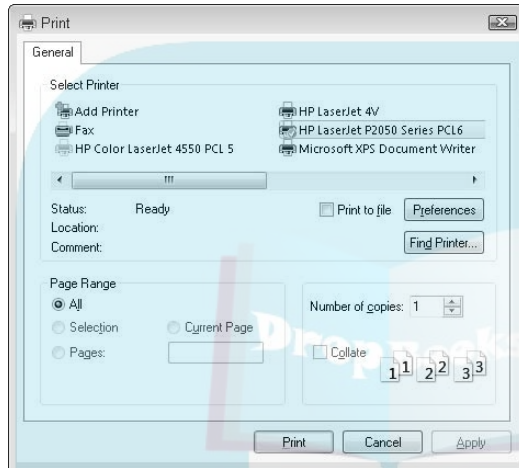 Print
General
Select Printer
Add Printer
Fax
HP Color LaserJet 4550 PCL 5
HP LaserJet 4V
HP LaserJet P2050 Series PCL6
Microsoft XPS Document Writer
Status: Ready
Location:
Comment:
Print to file
Preferences
Find Printer...
Page Range
All
Selection
Current Page
Pages:
Number of copies: 1
Collate
1 1 2 2 3 3
Drop Books
Print Cancel Apply